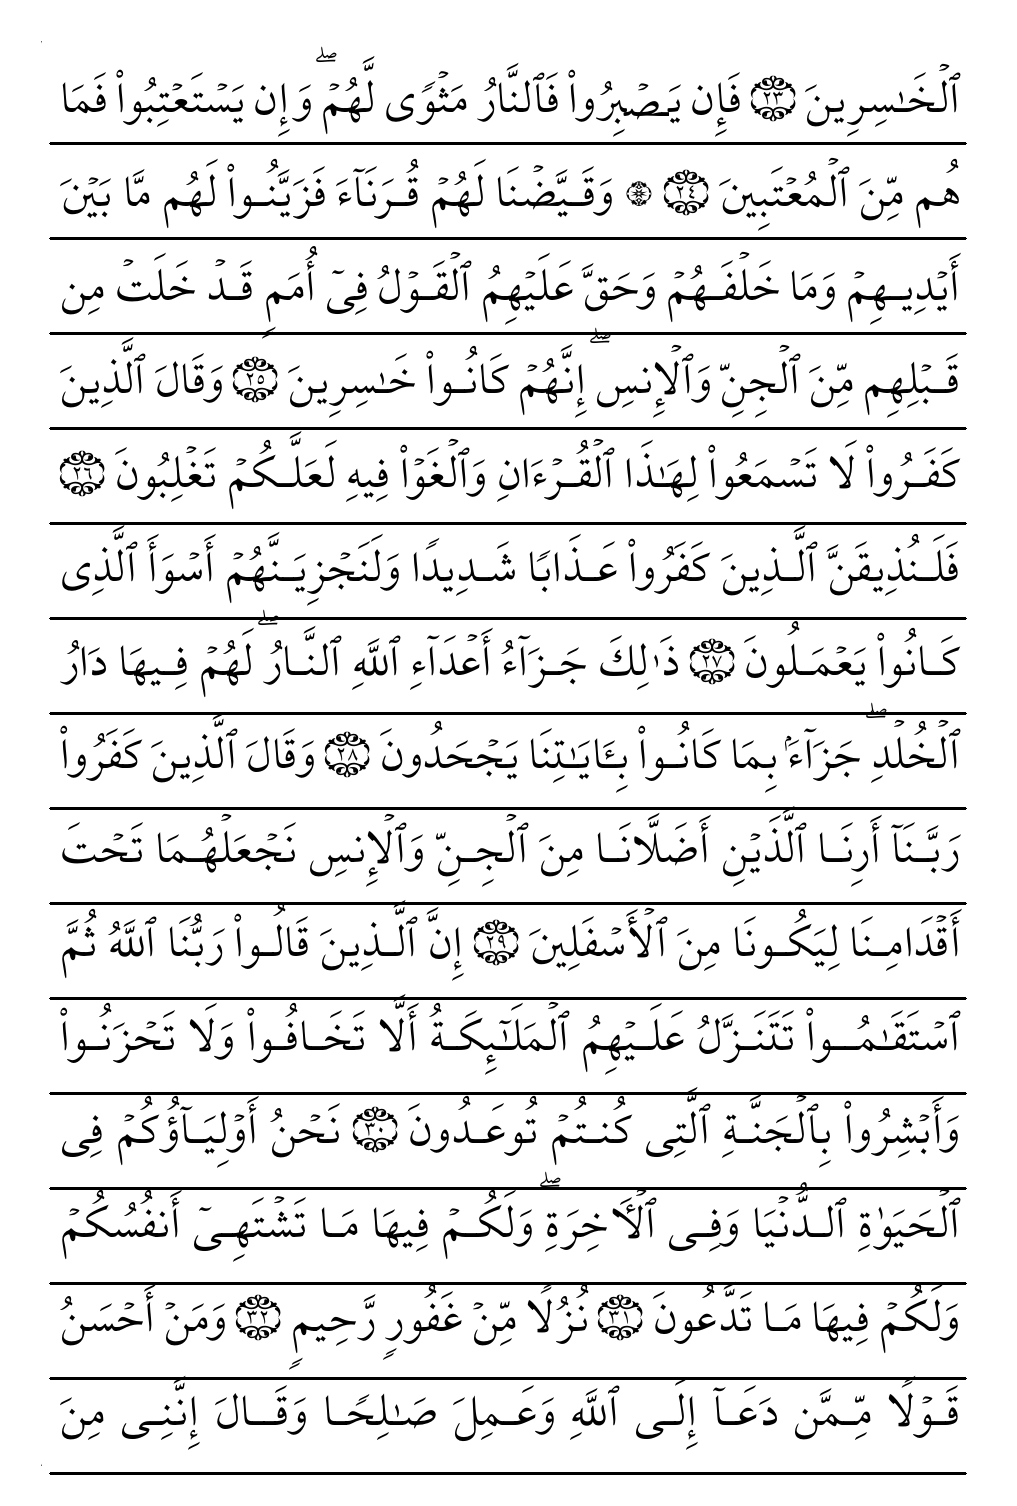 ٱلۡخَٰسِرِينَ ٢٣ فَإِن يَصۡبِرُواْ فَٱلنَّارُ مَثۡوٗى لَّهُمۡۖ وَإِن يَسۡتَعۡتِبُواْ فَمَا
هُم مِّنَ ٱلۡمُعۡتَبِينَ ٢٤ ۞ وَقَيَّضۡنَا لَهُمۡ قُرَنَآءَ فَزَيَّنُواْ لَهُم مَّا بَيۡنَ
أَيۡدِيهِمۡ وَمَا خَلۡفَهُمۡ وَحَقَّ عَلَيۡهِمُ ٱلۡقَوۡلُ فِيٓ أُمَمٖ قَدۡ خَلَتۡ مِن
قَبۡلِهِم مِّنَ ٱلۡجِنِّ وَٱلۡإِنسِۖ إِنَّهُمۡ كَانُواْ خَٰسِرِينَ ٢٥ وَقَالَ ٱلَّذِينَ
كَفَرُواْ لَا تَسۡمَعُواْ لِهَٰذَا ٱلۡقُرۡءَانِ وَٱلۡغَوۡاْ فِيهِ لَعَلَّكُمۡ تَغۡلِبُونَ ٢٦
فَلَنُذِيقَنَّ ٱلَّذِينَ كَفَرُواْ عَذَابٗا شَدِيدٗا وَلَنَجۡزِيَنَّهُمۡ أَسۡوَأَ ٱلَّذِي
كَانُواْ يَعۡمَلُونَ ٢٧ ذَٰلِكَ جَزَآءُ أَعۡدَآءِ ٱللَّهِ ٱلنَّارُۖ لَهُمۡ فِيهَا دَارُ
ٱلۡخُلۡدِۖ جَزَآءَۢ بِمَا كَانُواْ بِـَٔايَٰتِنَا يَجۡحَدُونَ ٢٨ وَقَالَ ٱلَّذِينَ كَفَرُواْ
رَبَّنَآ أَرِنَا ٱلَّذَيۡنِ أَضَلَّانَا مِنَ ٱلۡجِنِّ وَٱلۡإِنسِ نَجۡعَلۡهُمَا تَحۡتَ
أَقۡدَامِنَا لِيَكُونَا مِنَ ٱلۡأَسۡفَلِينَ ٢٩ إِنَّ ٱلَّذِينَ قَالُواْ رَبُّنَا ٱللَّهُ ثُمَّ
ٱسۡتَقَٰمُواْ تَتَنَزَّلُ عَلَيۡهِمُ ٱلۡمَلَٰٓئِكَةُ أَلَّا تَخَافُواْ وَلَا تَحۡزَنُواْ
وَأَبۡشِرُواْ بِٱلۡجَنَّةِ ٱلَّتِي كُنتُمۡ تُوعَدُونَ ٣٠ نَحۡنُ أَوۡلِيَآؤُكُمۡ فِي
ٱلۡحَيَوٰةِ ٱلدُّنۡيَا وَفِي ٱلۡأٓخِرَةِۖ وَلَكُمۡ فِيهَا مَا تَشۡتَهِيٓ أَنفُسُكُمۡ
وَلَكُمۡ فِيهَا مَا تَدَّعُونَ ٣١ نُزُلٗا مِّنۡ غَفُورٖ رَّحِيمٖ ٣٢ وَمَنۡ أَحۡسَنُ
قَوۡلٗا مِّمَّن دَعَآ إِلَى ٱللَّهِ وَعَمِلَ صَٰلِحٗا وَقَالَ إِنَّنِي مِنَ